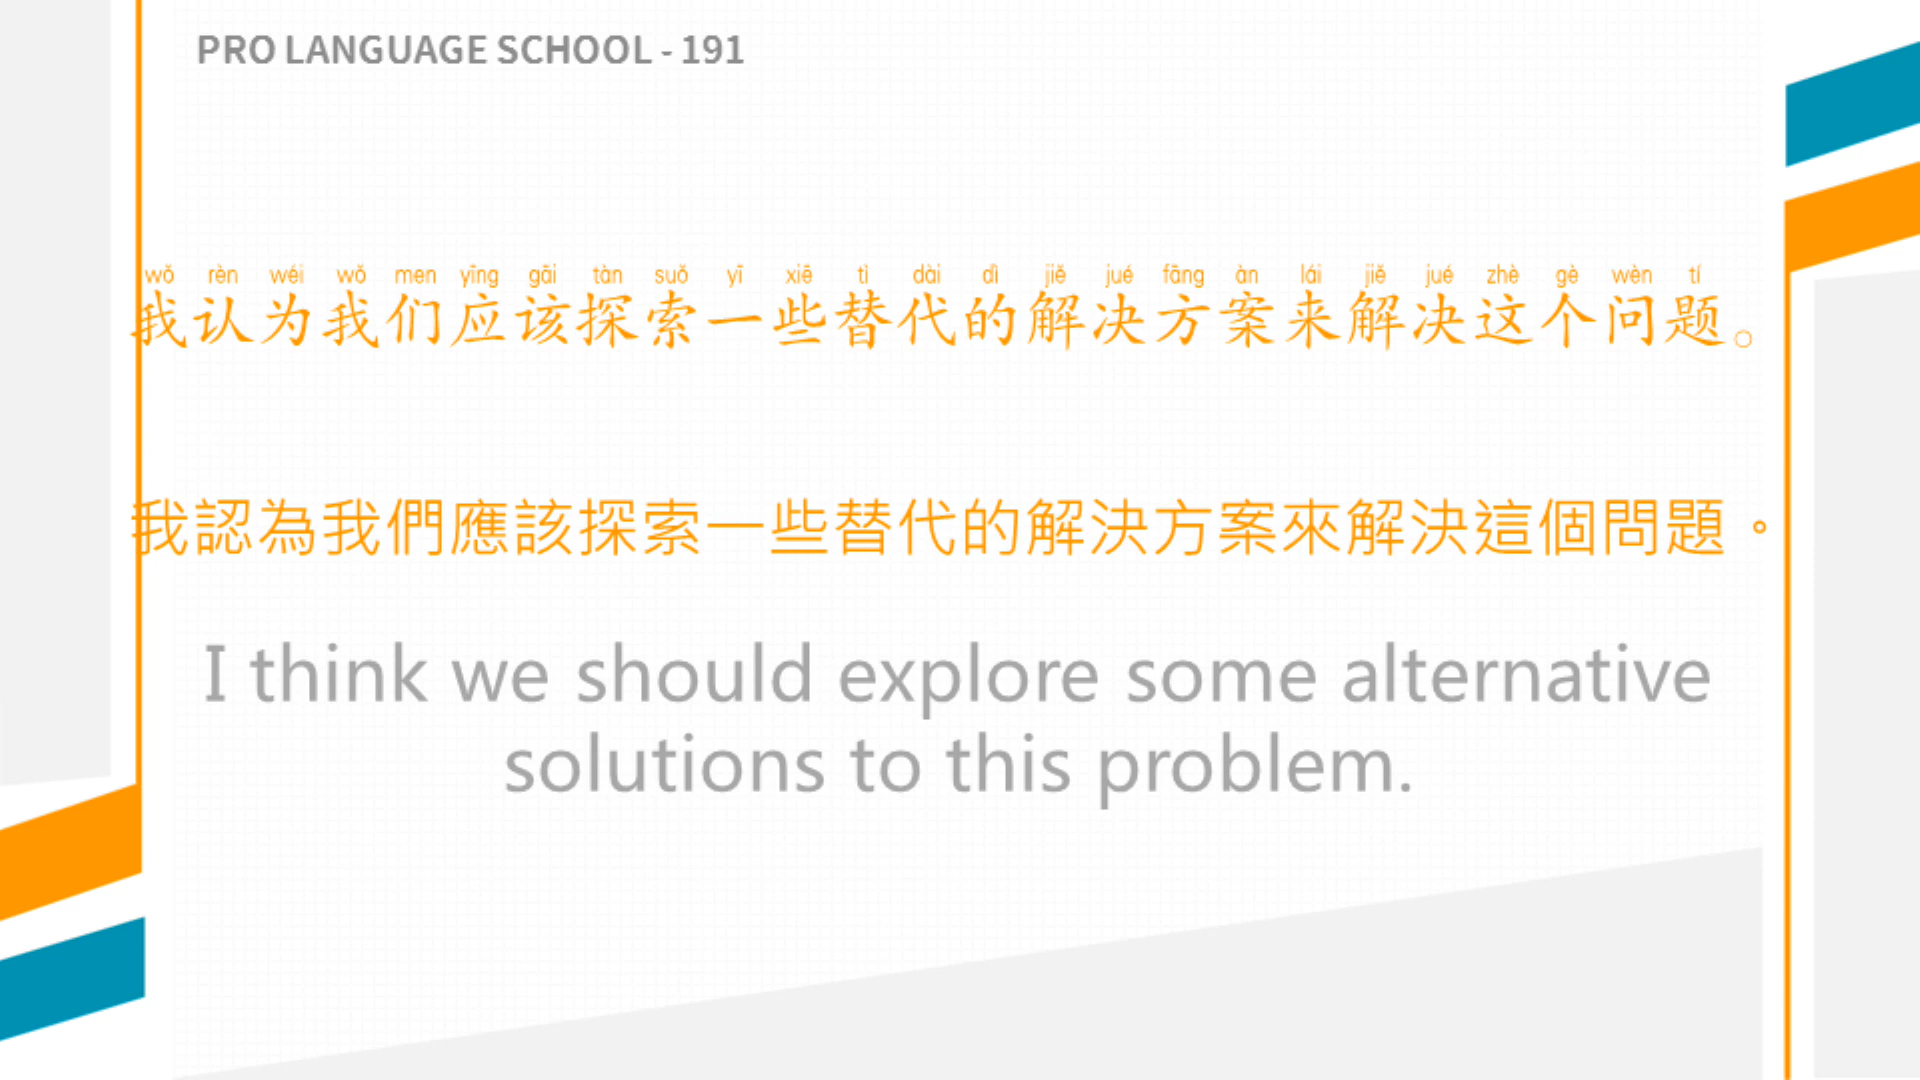 PRO LANGUAGE SCHOOL - 191
wǒ rèn wéi wǒ men yīng gāi tàn suǒ yī xiē tì dài dì jiě jué fāng àn lái jiě jué zhè gè wèn tí
我认为我们应该探索一些替代的解决方案来解决这个问题。
我認為我們應該探索一些替代的解決方案來解決這個問題。
I think we should explore some alternative
solutions to this problem.